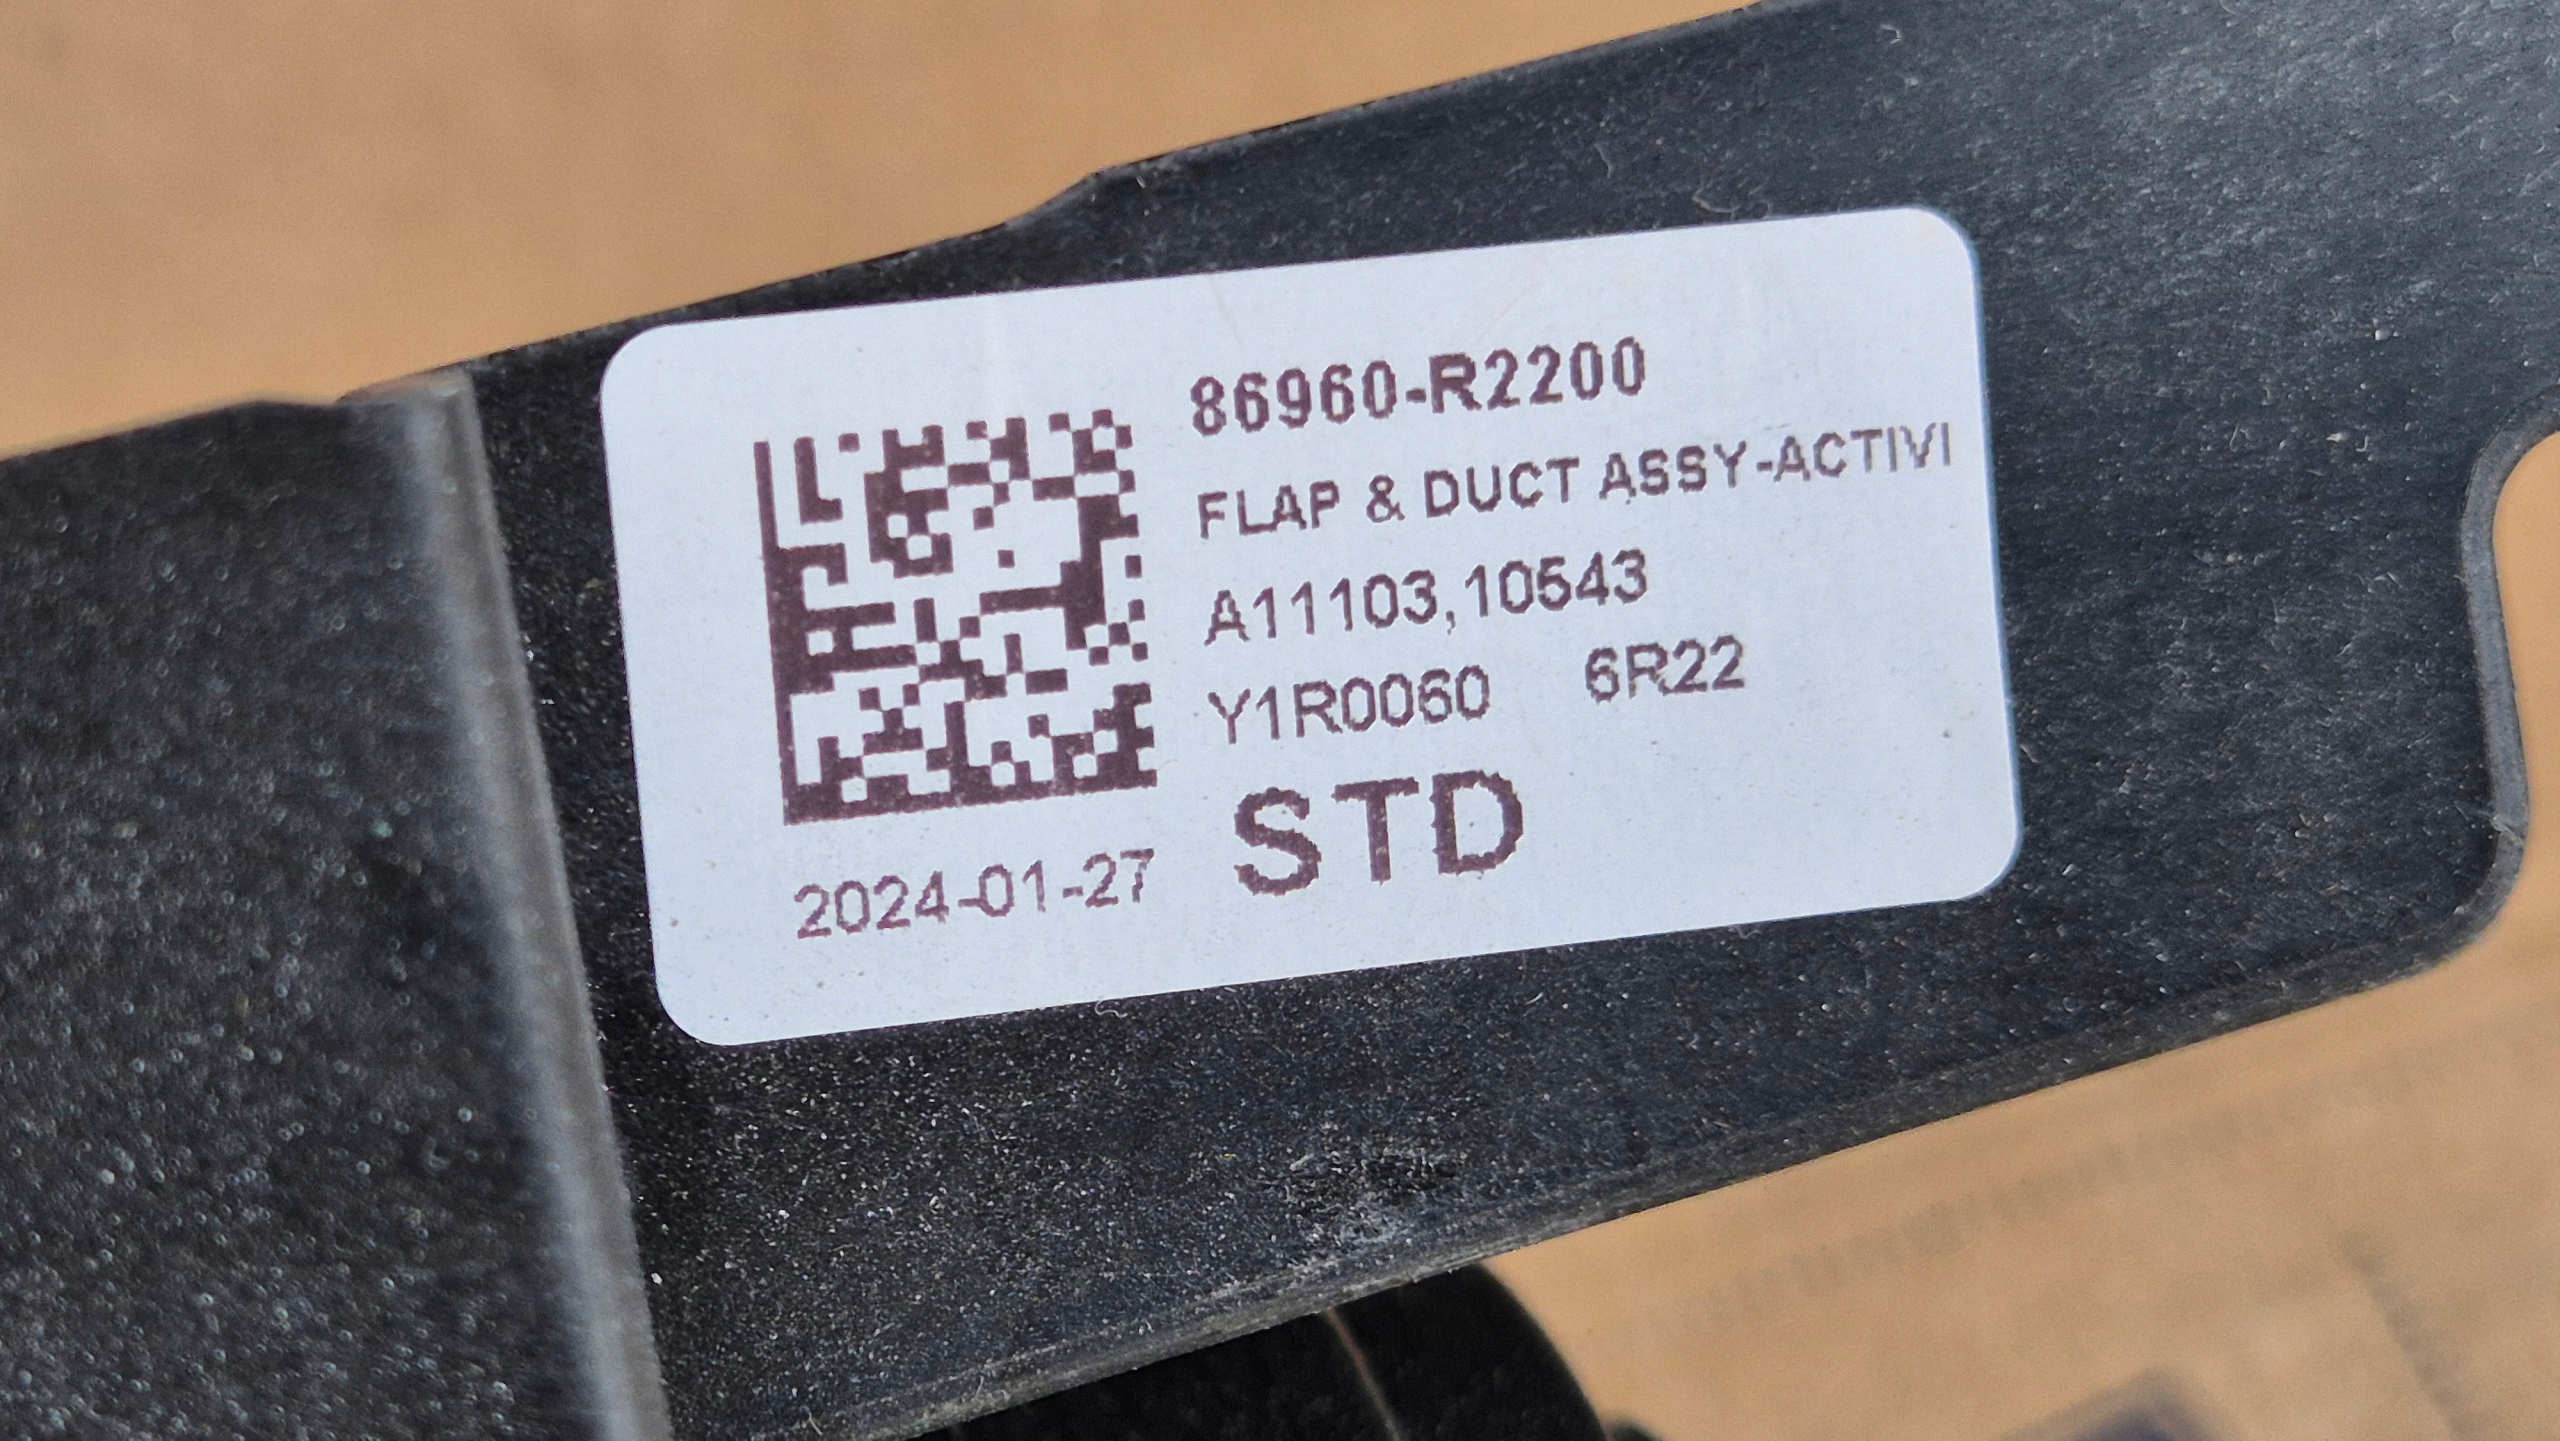 86960-R2200
FLAP & DUCT ASSY-ACTIVI
A11103,10543
Y1R0060 6R22
STD
2024-01-27